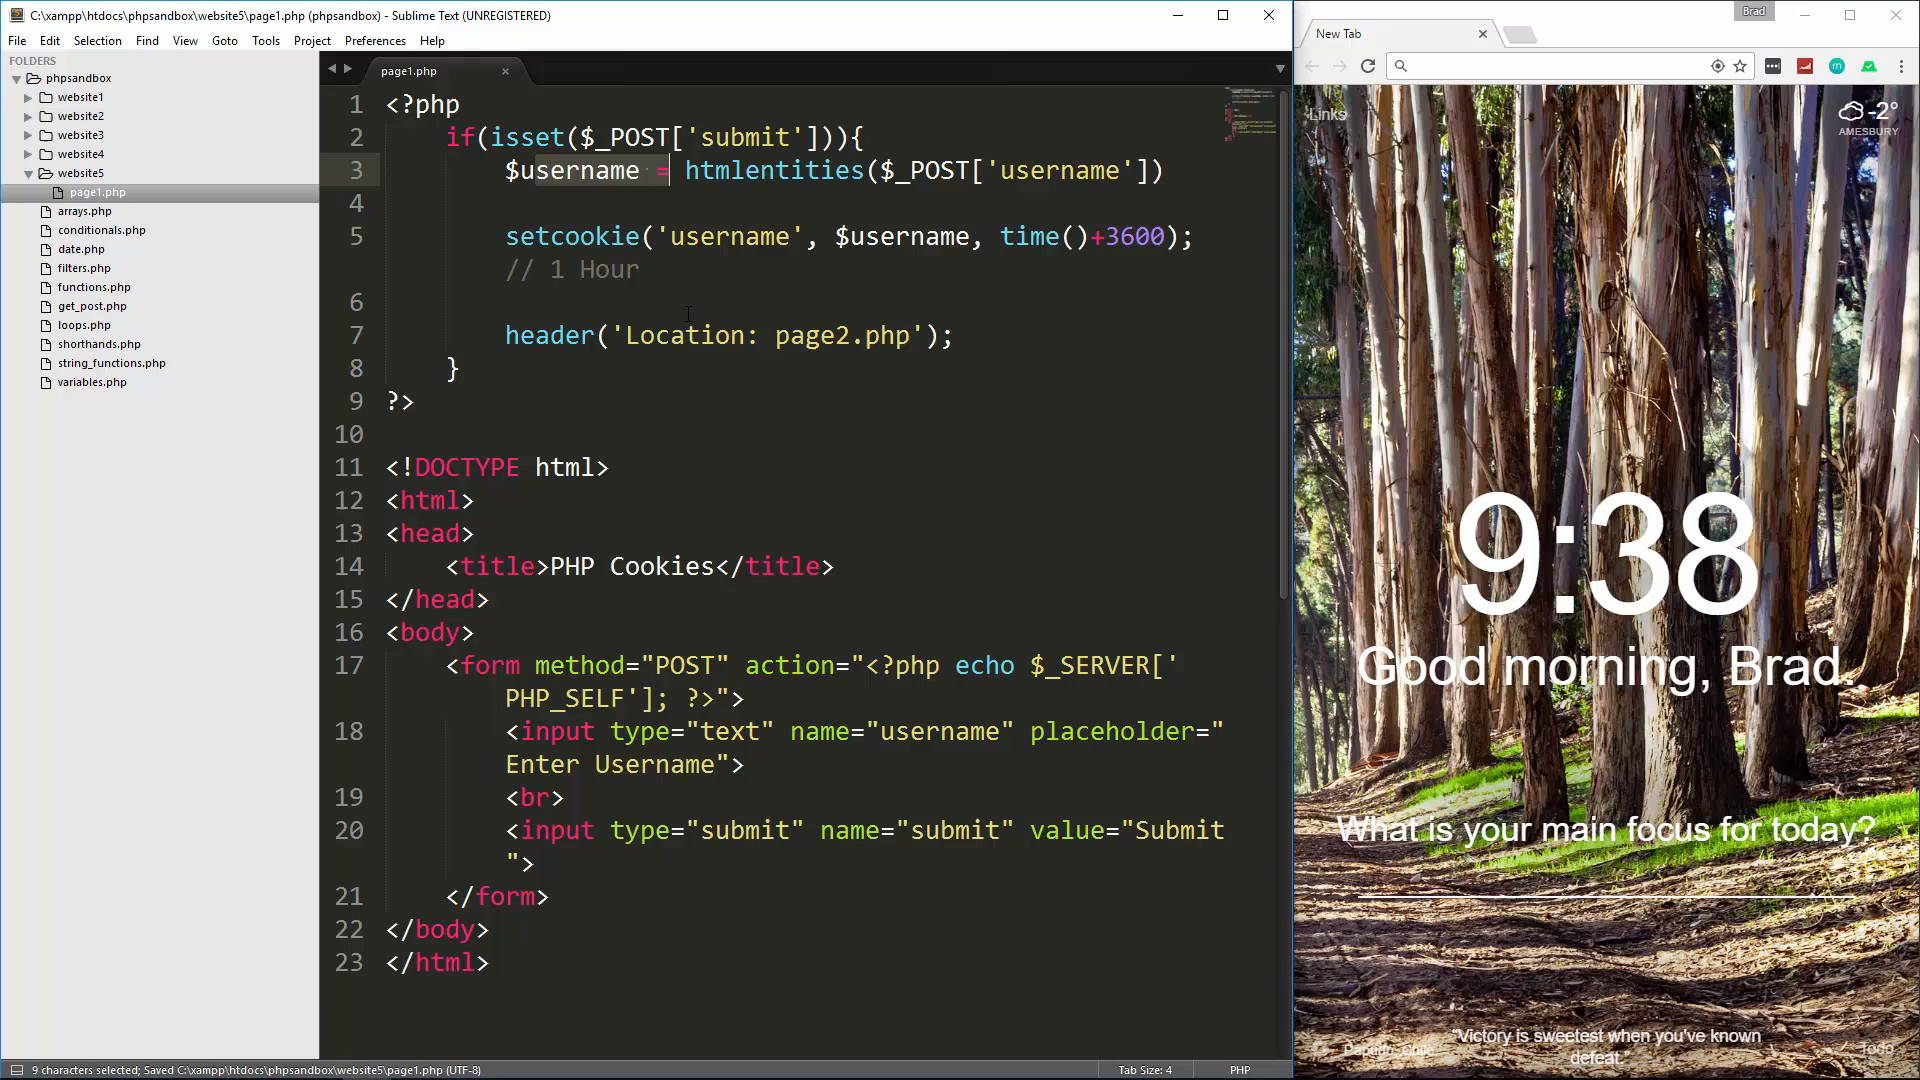 C:\xampp\htdocs\phpsandbox\website5\page1.php (phpsandbox) - Sublime Text (UNREGISTERED)
File Edit Selection Find View Goto Tools Project Preferences Help
FOLDERS
phpsandbox
website1
website2
website3
website4
website5
page1.php
arrays.php
conditionals.php
date.php
filters.php
functions.php
get_post.php
loops.php
shorthands.php
string_functions.php
variables.php
page1.php
1 <?php
2 if(isset($_POST['submit'])){
3 $username = htmlentities($_POST['username'])
4
5 setcookie('username', $username, time()+3600);
// 1 Hour
6
7 header('Location: page2.php');
8 }
9 ?>
10
11 <!DOCTYPE html>
12 <html>
13 <head>
14 <title>PHP Cookies</title>
15 </head>
16 <body>
17 <form method="POST" action="<?php echo $_SERVER['
PHP_SELF']; ?>">
18 <input type="text" name="username" placeholder="
Enter Username">
19 <br>
20 <input type="submit" name="submit" value="Submit
">
21 </form>
22 </body>
23 </html>
9 characters selected; Saved C:\xampp\htdocs\phpsandbox\website5\page1.php (UTF-8)
Tab Size: 4
PHP
Brad
New Tab
Links
-2°
AMESBURY
9:38
Good morning, Brad.
What is your main focus for today?
"Victory is sweetest when you've known
defeat."
Papudo, Chile
Todo